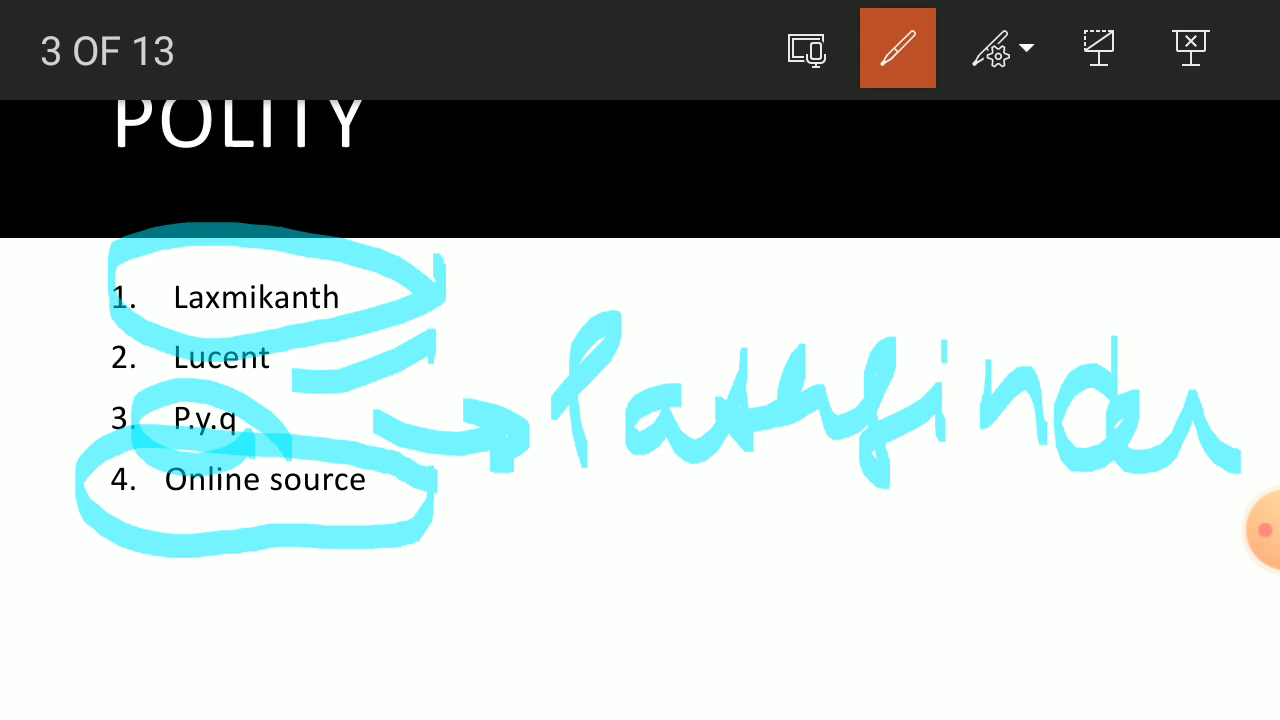 3 OF 13
POLITY
1. Laxmikanth
2. Lucent
3. P.y.q
4. Online source
Pathfinder